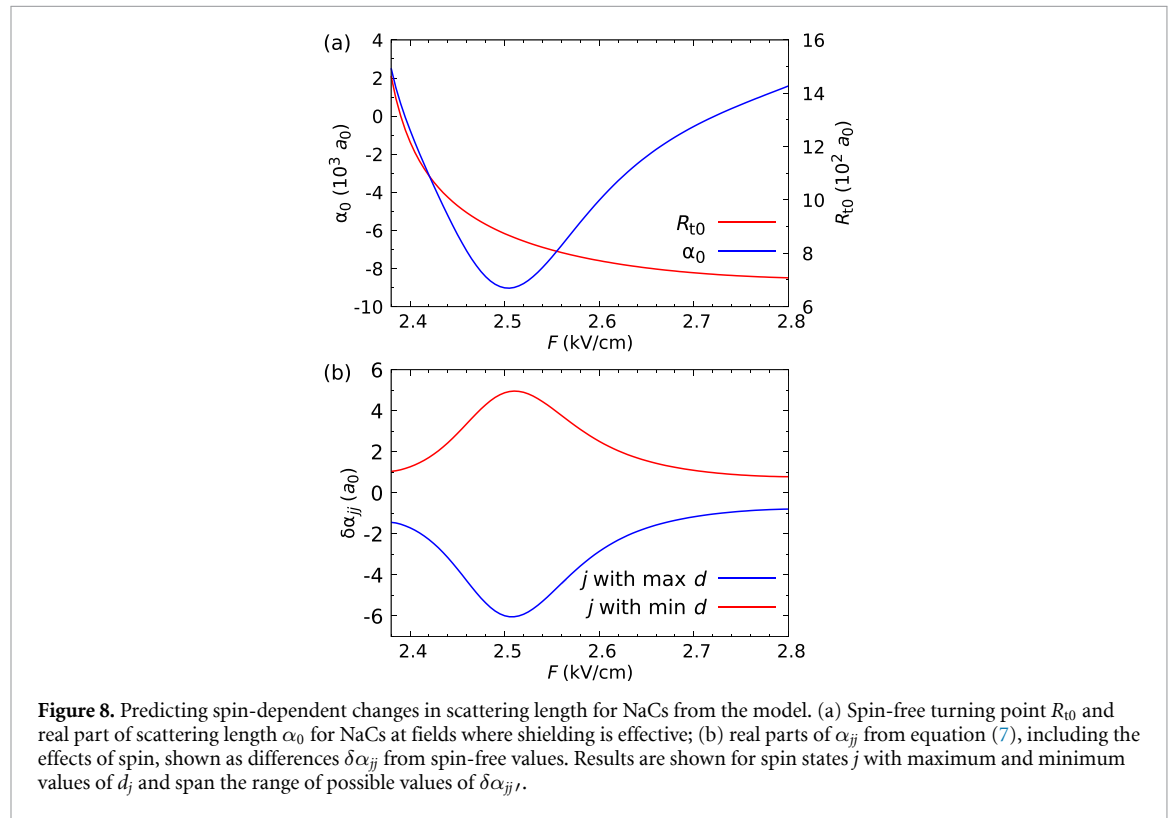 (a)
4
2
0
-2
-4
-6
-8
-10
α0 (10^3 a0)
16
14
12
10
8
6
Rt0 (10^2 a0)
Rt0
α0
2.4 2.5 2.6 2.7 2.8
F (kV/cm)
(b)
6
4
2
0
-2
-4
-6
δαjj (a0)
j with max d
j with min d
2.4 2.5 2.6 2.7 2.8
F (kV/cm)
Figure 8. Predicting spin-dependent changes in scattering length for NaCs from the model. (a) Spin-free turning point Rt0 and
real part of scattering length α0 for NaCs at fields where shielding is effective; (b) real parts of αjj from equation (7), including the
effects of spin, shown as differences δαjj from spin-free values. Results are shown for spin states j with maximum and minimum
values of dj and span the range of possible values of δαjj′.